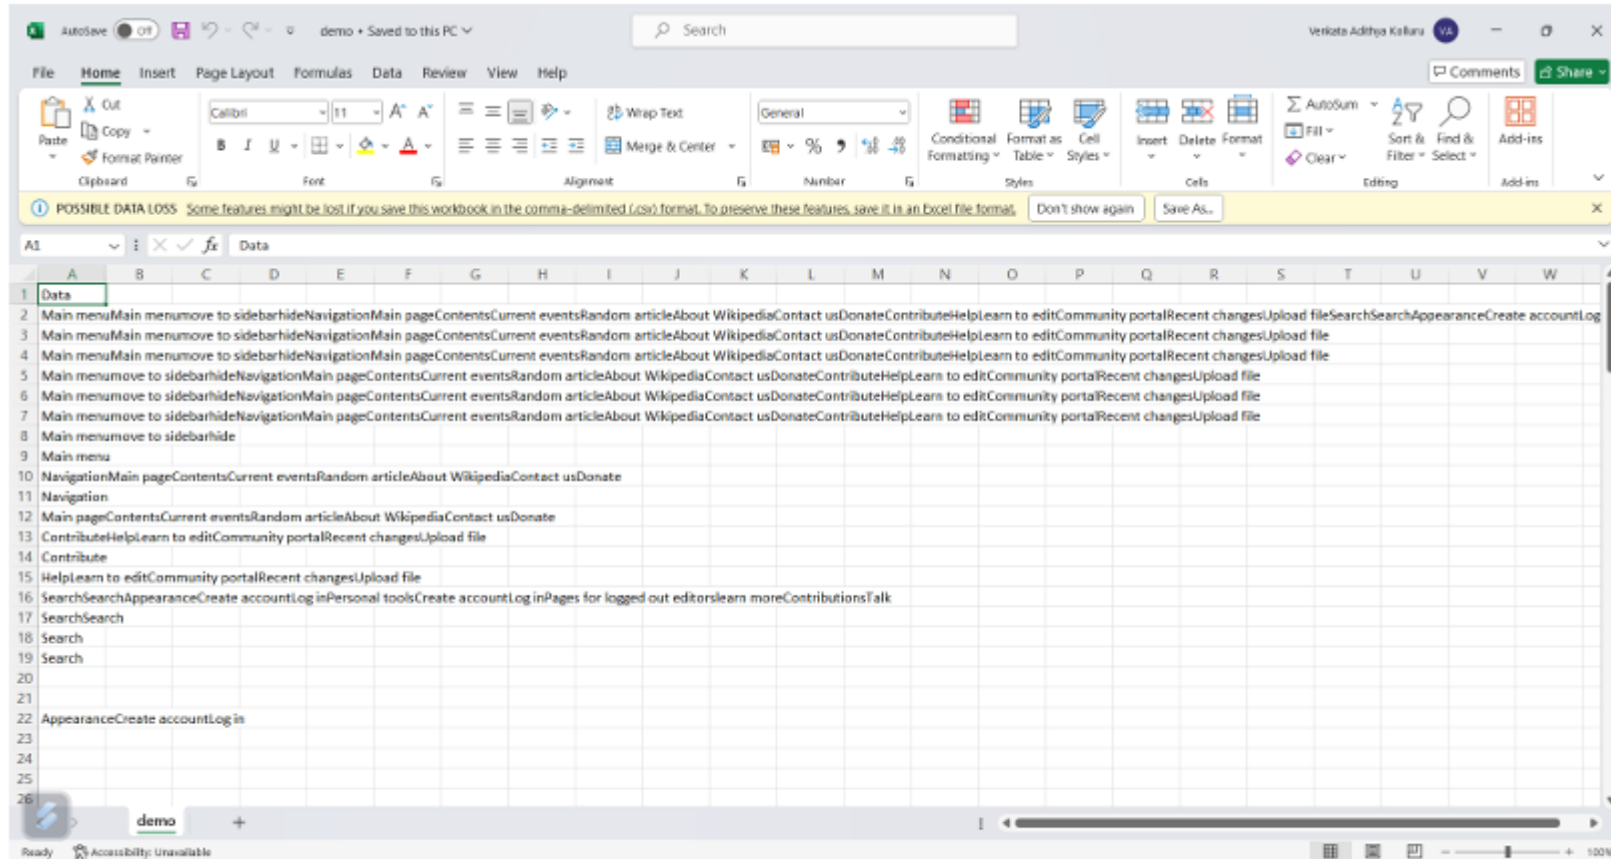 AutoSave Off demo • Saved to this PC Search Venkata Adithya Kolluru VA
File Home Insert Page Layout Formulas Data Review View Help Comments Share
Paste Cut Copy Format Painter Clipboard
Calibri 11 B I U Font
Wrap Text Merge & Center Alignment
General % Number
Conditional Formatting Format as Table Cell Styles Styles
Insert Delete Format Cells
AutoSum Fill Clear Sort & Filter Find & Select Editing
Add-ins Add-ins
POSSIBLE DATA LOSS Some features might be lost if you save this workbook in the comma-delimited (.csv) format. To preserve these features, save it in an Excel file format. Don't show again Save As...
A1 fx Data
A B C D E F G H I J K L M N O P Q R S T U V W
1 Data
2 Main menuMain menumove to sidebarhideNavigationMain pageContentsCurrent eventsRandom articleAbout WikipediaContact usDonateContributeHelpLearn to editCommunity portalRecent changesUpload fileSearchSearchAppearanceCreate accountLog
3 Main menuMain menumove to sidebarhideNavigationMain pageContentsCurrent eventsRandom articleAbout WikipediaContact usDonateContributeHelpLearn to editCommunity portalRecent changesUpload file
4 Main menuMain menumove to sidebarhideNavigationMain pageContentsCurrent eventsRandom articleAbout WikipediaContact usDonateContributeHelpLearn to editCommunity portalRecent changesUpload file
5 Main menumove to sidebarhideNavigationMain pageContentsCurrent eventsRandom articleAbout WikipediaContact usDonateContributeHelpLearn to editCommunity portalRecent changesUpload file
6 Main menumove to sidebarhideNavigationMain pageContentsCurrent eventsRandom articleAbout WikipediaContact usDonateContributeHelpLearn to editCommunity portalRecent changesUpload file
7 Main menumove to sidebarhideNavigationMain pageContentsCurrent eventsRandom articleAbout WikipediaContact usDonateContributeHelpLearn to editCommunity portalRecent changesUpload file
8 Main menumove to sidebarhide
9 Main menu
10 NavigationMain pageContentsCurrent eventsRandom articleAbout WikipediaContact usDonate
11 Navigation
12 Main pageContentsCurrent eventsRandom articleAbout WikipediaContact usDonate
13 ContributeHelpLearn to editCommunity portalRecent changesUpload file
14 Contribute
15 HelpLearn to editCommunity portalRecent changesUpload file
16 SearchSearchAppearanceCreate accountLog inPersonal toolsCreate accountLog inPages for logged out editorslearn moreContributionsTalk
17 SearchSearch
18 Search
19 Search
20
21
22 AppearanceCreate accountLog in
23
24
25
26
demo
Ready Accessibility: Unavailable 100%